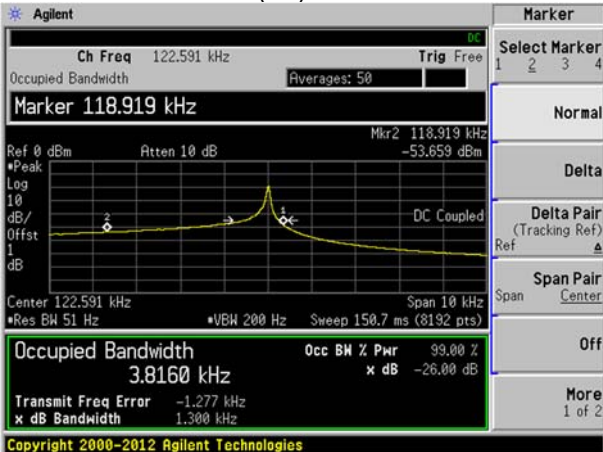 Agilent
Marker
DC
Ch Freq 122.591 kHz Trig Free
Occupied Bandwidth Averages: 50
Marker 118.919 kHz
Mkr2 118.919 kHz
Ref 0 dBm Atten 10 dB -53.659 dBm
#Peak
Log
10
dB/
Offst
1
dB
2
1
DC Coupled
Center 122.591 kHz Span 10 kHz
#Res BW 51 Hz #VBW 200 Hz Sweep 150.7 ms (8192 pts)
Occupied Bandwidth Occ BW % Pwr 99.00 %
3.8160 kHz x dB -26.00 dB
Transmit Freq Error -1.277 kHz
x dB Bandwidth 1.300 kHz
Copyright 2000-2012 Agilent Technologies
Select Marker
1 2 3 4
Normal
Delta
Delta Pair
(Tracking Ref)
Ref Δ
Span Pair
Span Center
Off
More
1 of 2